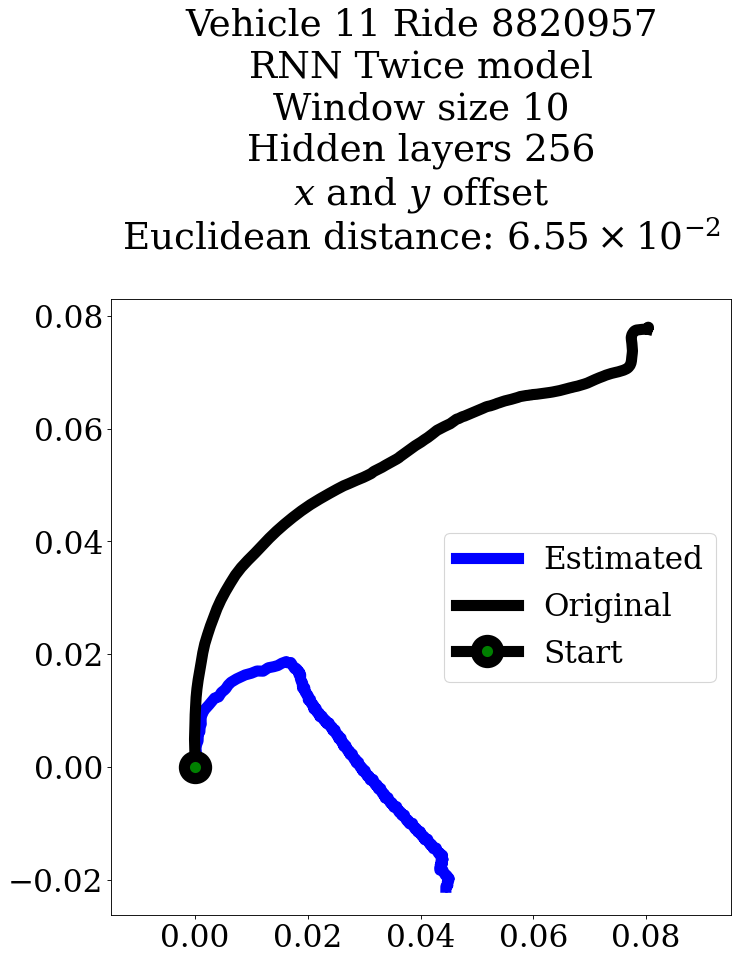 Vehicle 11 Ride 8820957
RNN Twice model
Window size 10
Hidden layers 256
x and y offset
Euclidean distance: 6.55 × 10⁻²
0.08
0.06
0.04
0.02
0.00
−0.02
Estimated
Original
Start
0.00 0.02 0.04 0.06 0.08